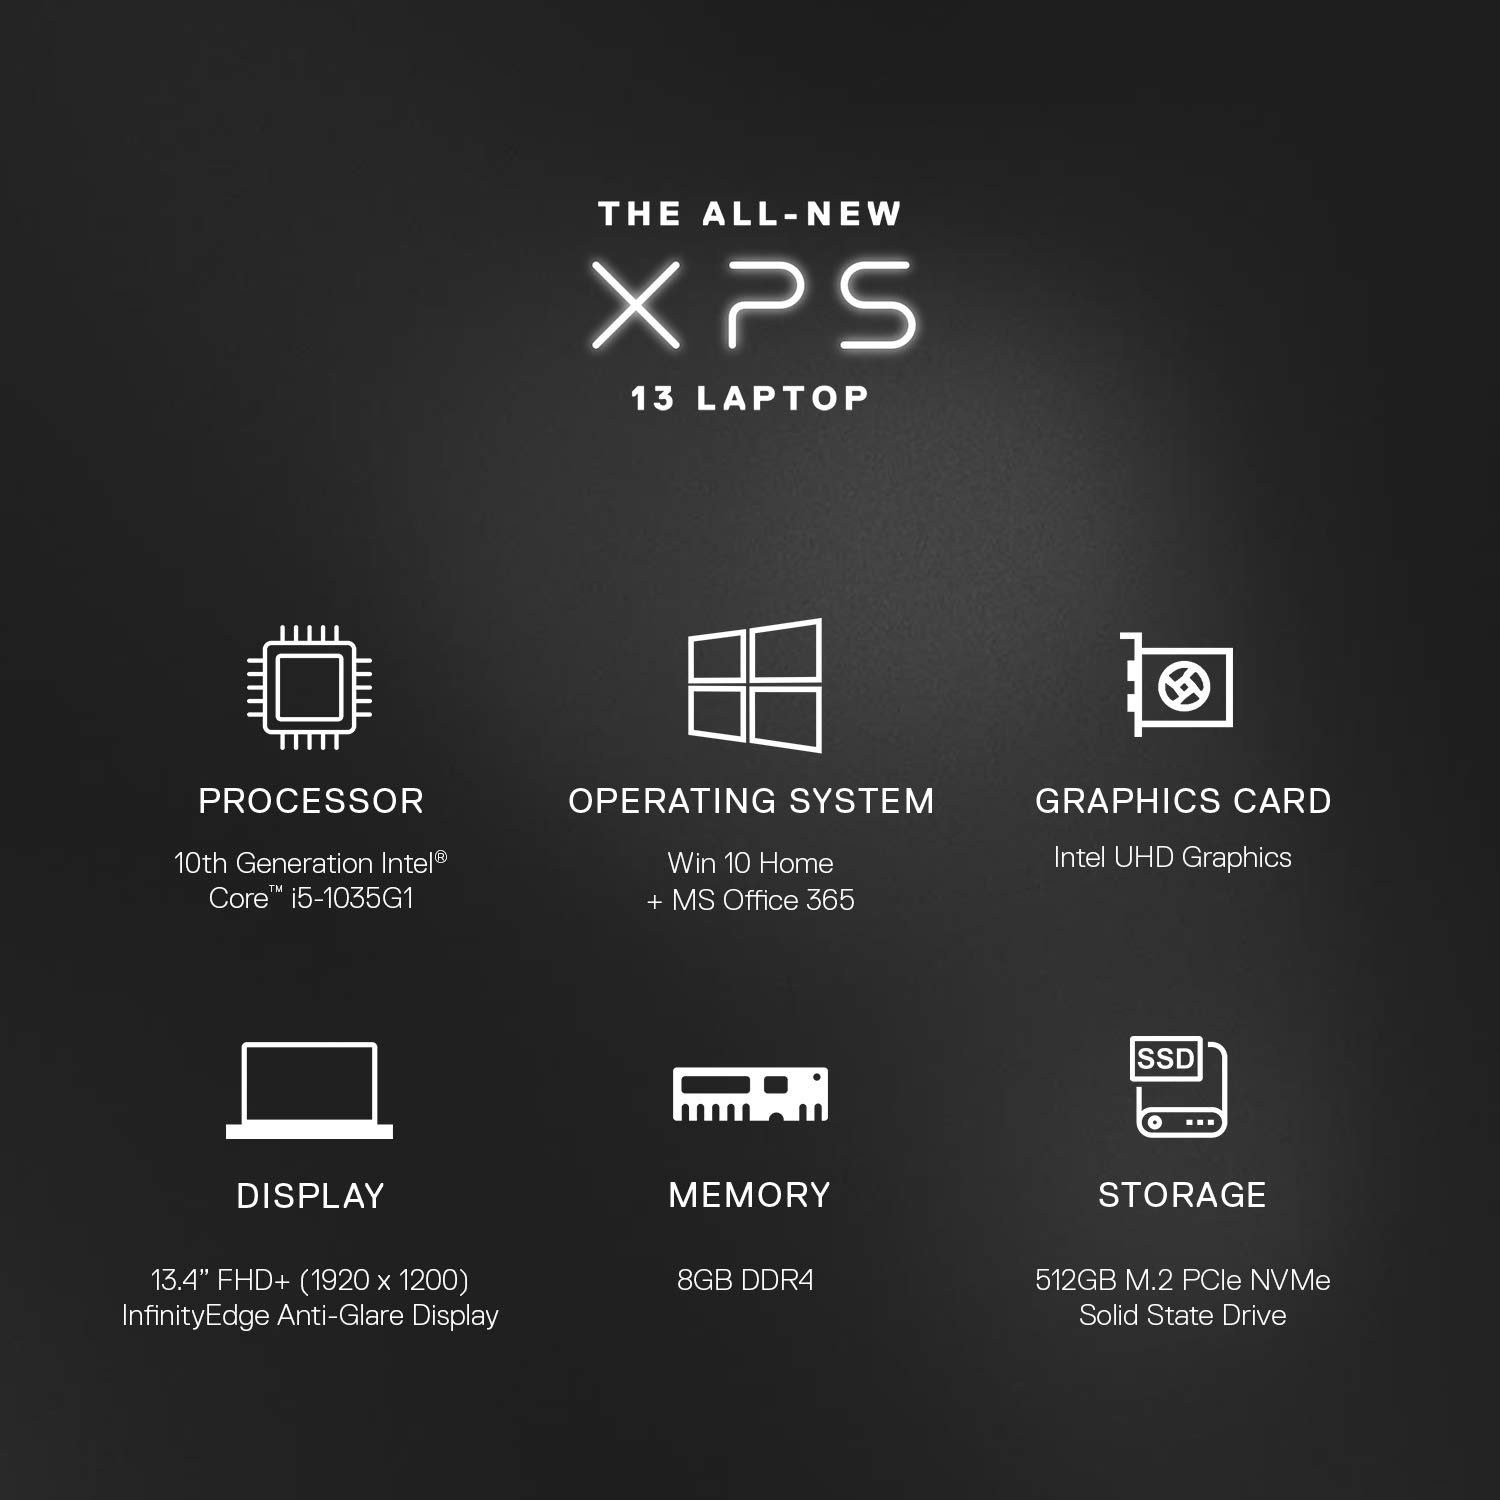 THE ALL-NEW
XPS
13 LAPTOP
PROCESSOR
10th Generation Intel®
Core™ i5-1035G1
OPERATING SYSTEM
Win 10 Home
+ MS Office 365
GRAPHICS CARD
Intel UHD Graphics
DISPLAY
13.4” FHD+ (1920 x 1200)
InfinityEdge Anti-Glare Display
MEMORY
8GB DDR4
SSD
STORAGE
512GB M.2 PCIe NVMe
Solid State Drive